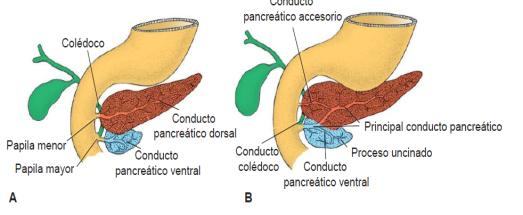 Colédoco
Conducto
pancreático dorsal
Papila menor
Papila mayor
Conducto
pancreático ventral
A
Conducto
pancreático accesorio
B
Principal conducto pancreático
Proceso uncinado
Conducto
colédoco
Conducto
pancreático ventral
B